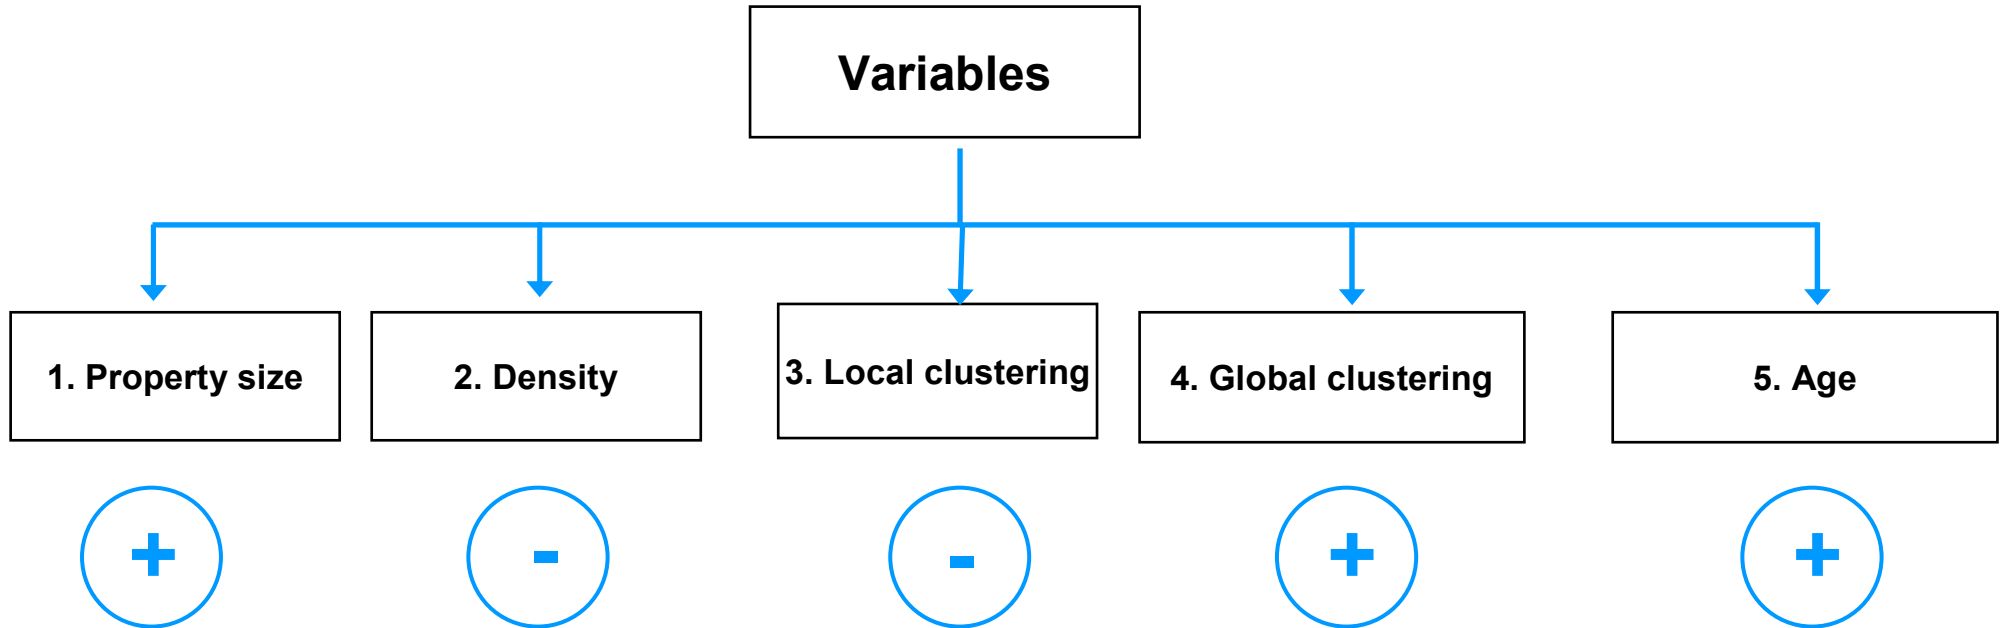 Variables
1. Property size
2. Density
3. Local clustering
4. Global clustering
5. Age
+
-
-
+
+